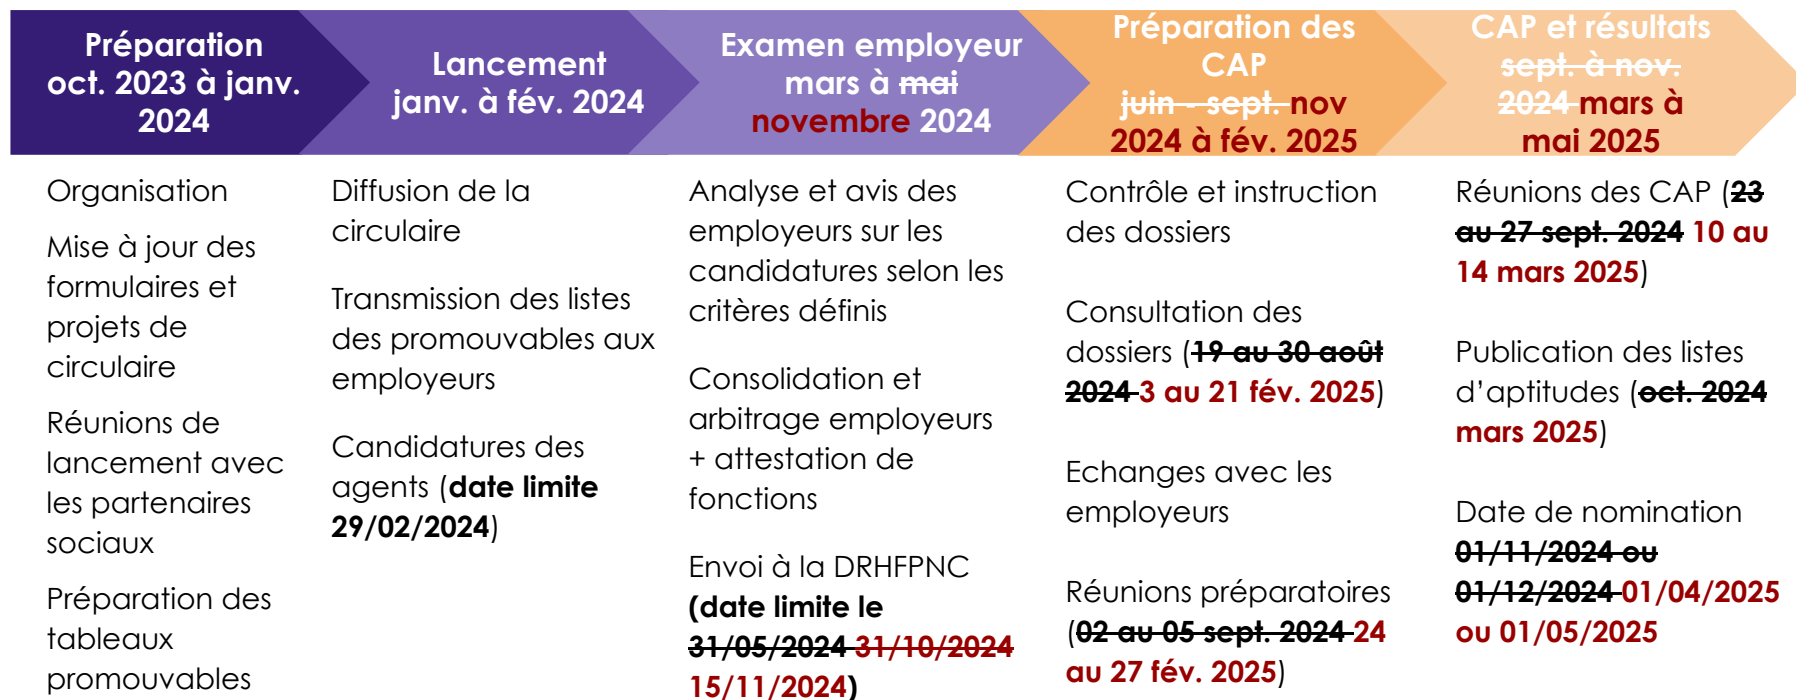 Préparation
oct. 2023 à janv.
2024
Lancement
janv. à fév. 2024
Examen employeur
mars à mai
novembre 2024
Préparation des
CAP
juin - sept. nov
2024 à fév. 2025
CAP et résultats
sept. à nov.
2024 mars à
mai 2025
Organisation
Mise à jour des
formulaires et
projets de
circulaire
Réunions de
lancement avec
les partenaires
sociaux
Préparation des
tableaux
promouvables
Diffusion de la
circulaire
Transmission des listes
des promouvables aux
employeurs
Candidatures des
agents (date limite
29/02/2024)
Analyse et avis des
employeurs sur les
candidatures selon les
critères définis
Consolidation et
arbitrage employeurs
+ attestation de
fonctions
Envoi à la DRHFPNC
(date limite le
31/05/2024 31/10/2024
15/11/2024)
Contrôle et instruction
des dossiers
Consultation des
dossiers (19 au 30 août
2024 3 au 21 fév. 2025)
Echanges avec les
employeurs
Réunions préparatoires
(02 au 05 sept. 2024 24
au 27 fév. 2025)
Réunions des CAP (23
au 27 sept. 2024 10 au
14 mars 2025)
Publication des listes
d’aptitudes (oct. 2024
mars 2025)
Date de nomination
01/11/2024 ou
01/12/2024 01/04/2025
ou 01/05/2025